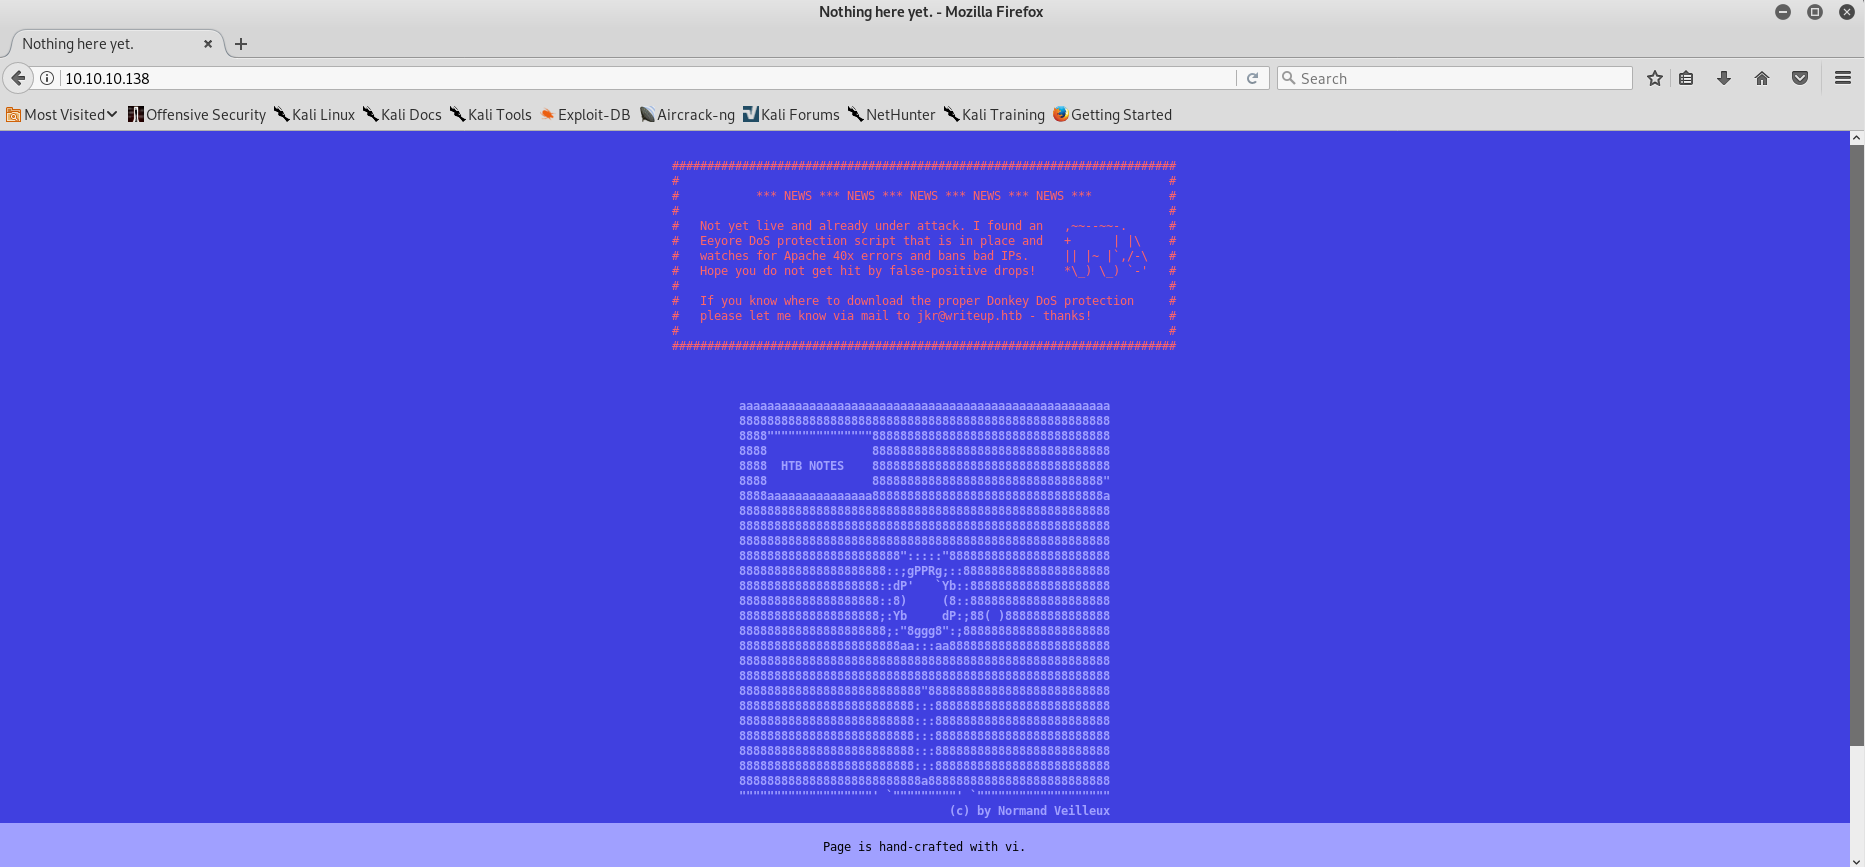 Nothing here yet. - Mozilla Firefox
Nothing here yet.
10.10.10.138
Search
Most Visited Offensive Security Kali Linux Kali Docs Kali Tools Exploit-DB Aircrack-ng Kali Forums NetHunter Kali Training Getting Started
########################################################################
#                                                                      #
#           *** NEWS *** NEWS *** NEWS *** NEWS *** NEWS ***           #
#                                                                      #
#   Not yet live and already under attack. I found an   ,~~--~~-.      #
#   Eeyore DoS protection script that is in place and   +      | |\    #
#   watches for Apache 40x errors and bans bad IPs.     || |~ |`,/-\   #
#   Hope you do not get hit by false-positive drops!    *\_) \_) `-'   #
#                                                                      #
#   If you know where to download the proper Donkey DoS protection     #
#   please let me know via mail to jkr@writeup.htb - thanks!           #
#                                                                      #
########################################################################
HTB NOTES
(c) by Normand Veilleux
Page is hand-crafted with vi.